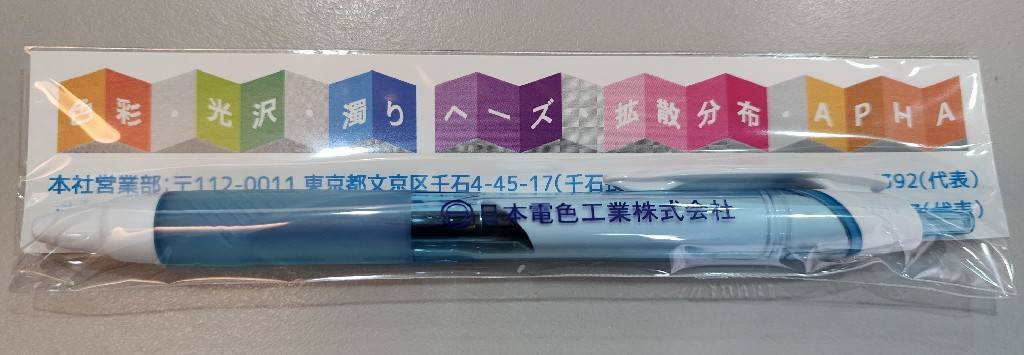 色彩・光沢・濁り ヘーズ 拡散分布・APHA
本社営業部:〒112-0011 東京都文京区千石4-45-17(千石 392(代表)
(代表)
日本電色工業株式会社